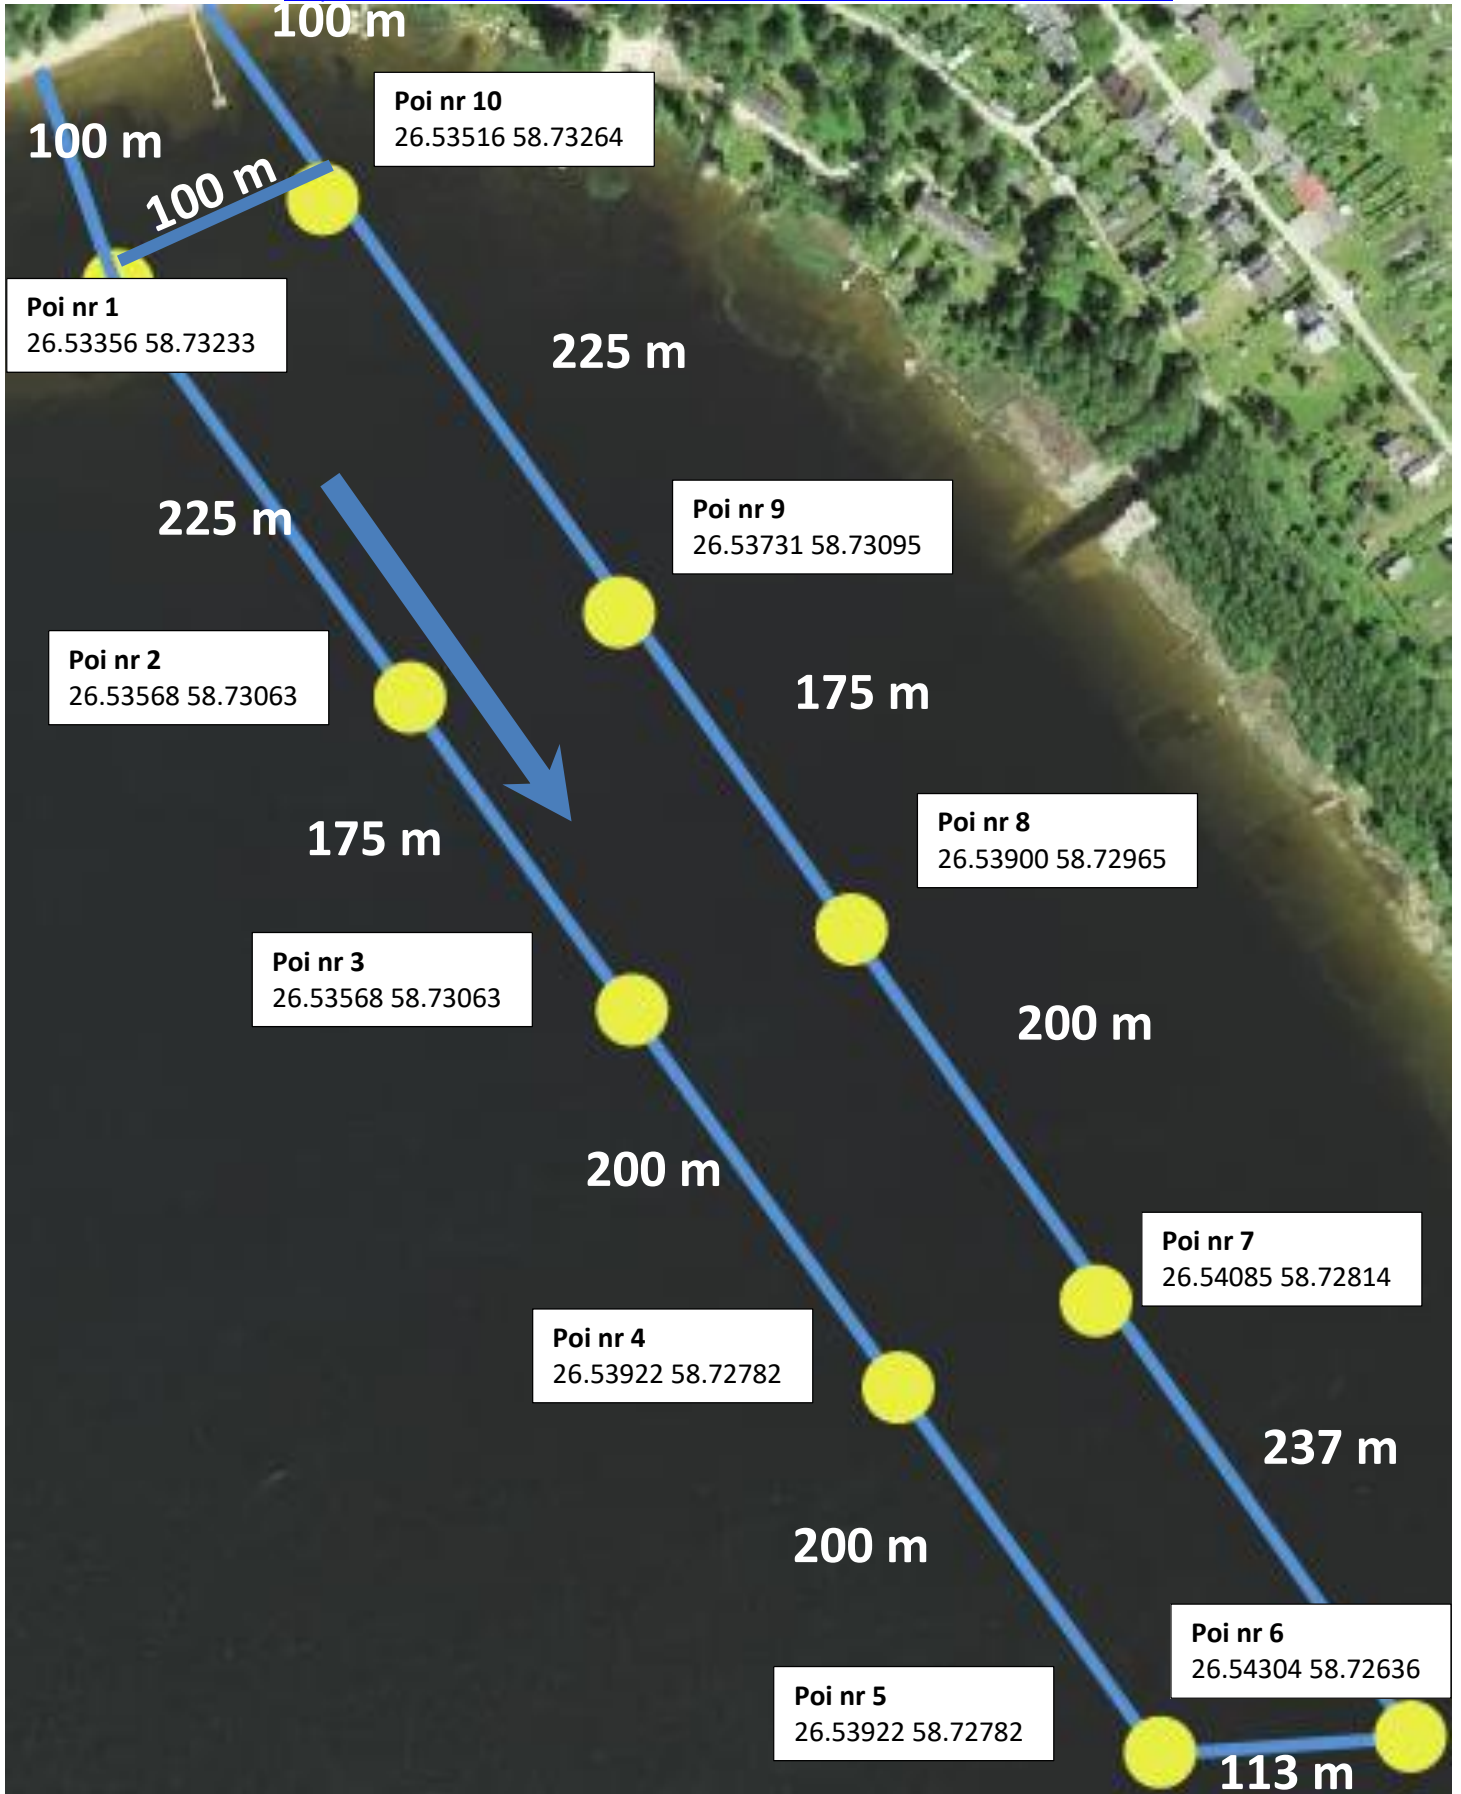 100 m
Poi nr 10
26.53516 58.73264
100 m
100 m
Poi nr 1
26.53356 58.73233
225 m
225 m
Poi nr 9
26.53731 58.73095
Poi nr 2
26.53568 58.73063
175 m
175 m
Poi nr 8
26.53900 58.72965
Poi nr 3
26.53568 58.73063
200 m
200 m
Poi nr 7
26.54085 58.72814
Poi nr 4
26.53922 58.72782
237 m
200 m
Poi nr 6
26.54304 58.72636
Poi nr 5
26.53922 58.72782
113 m